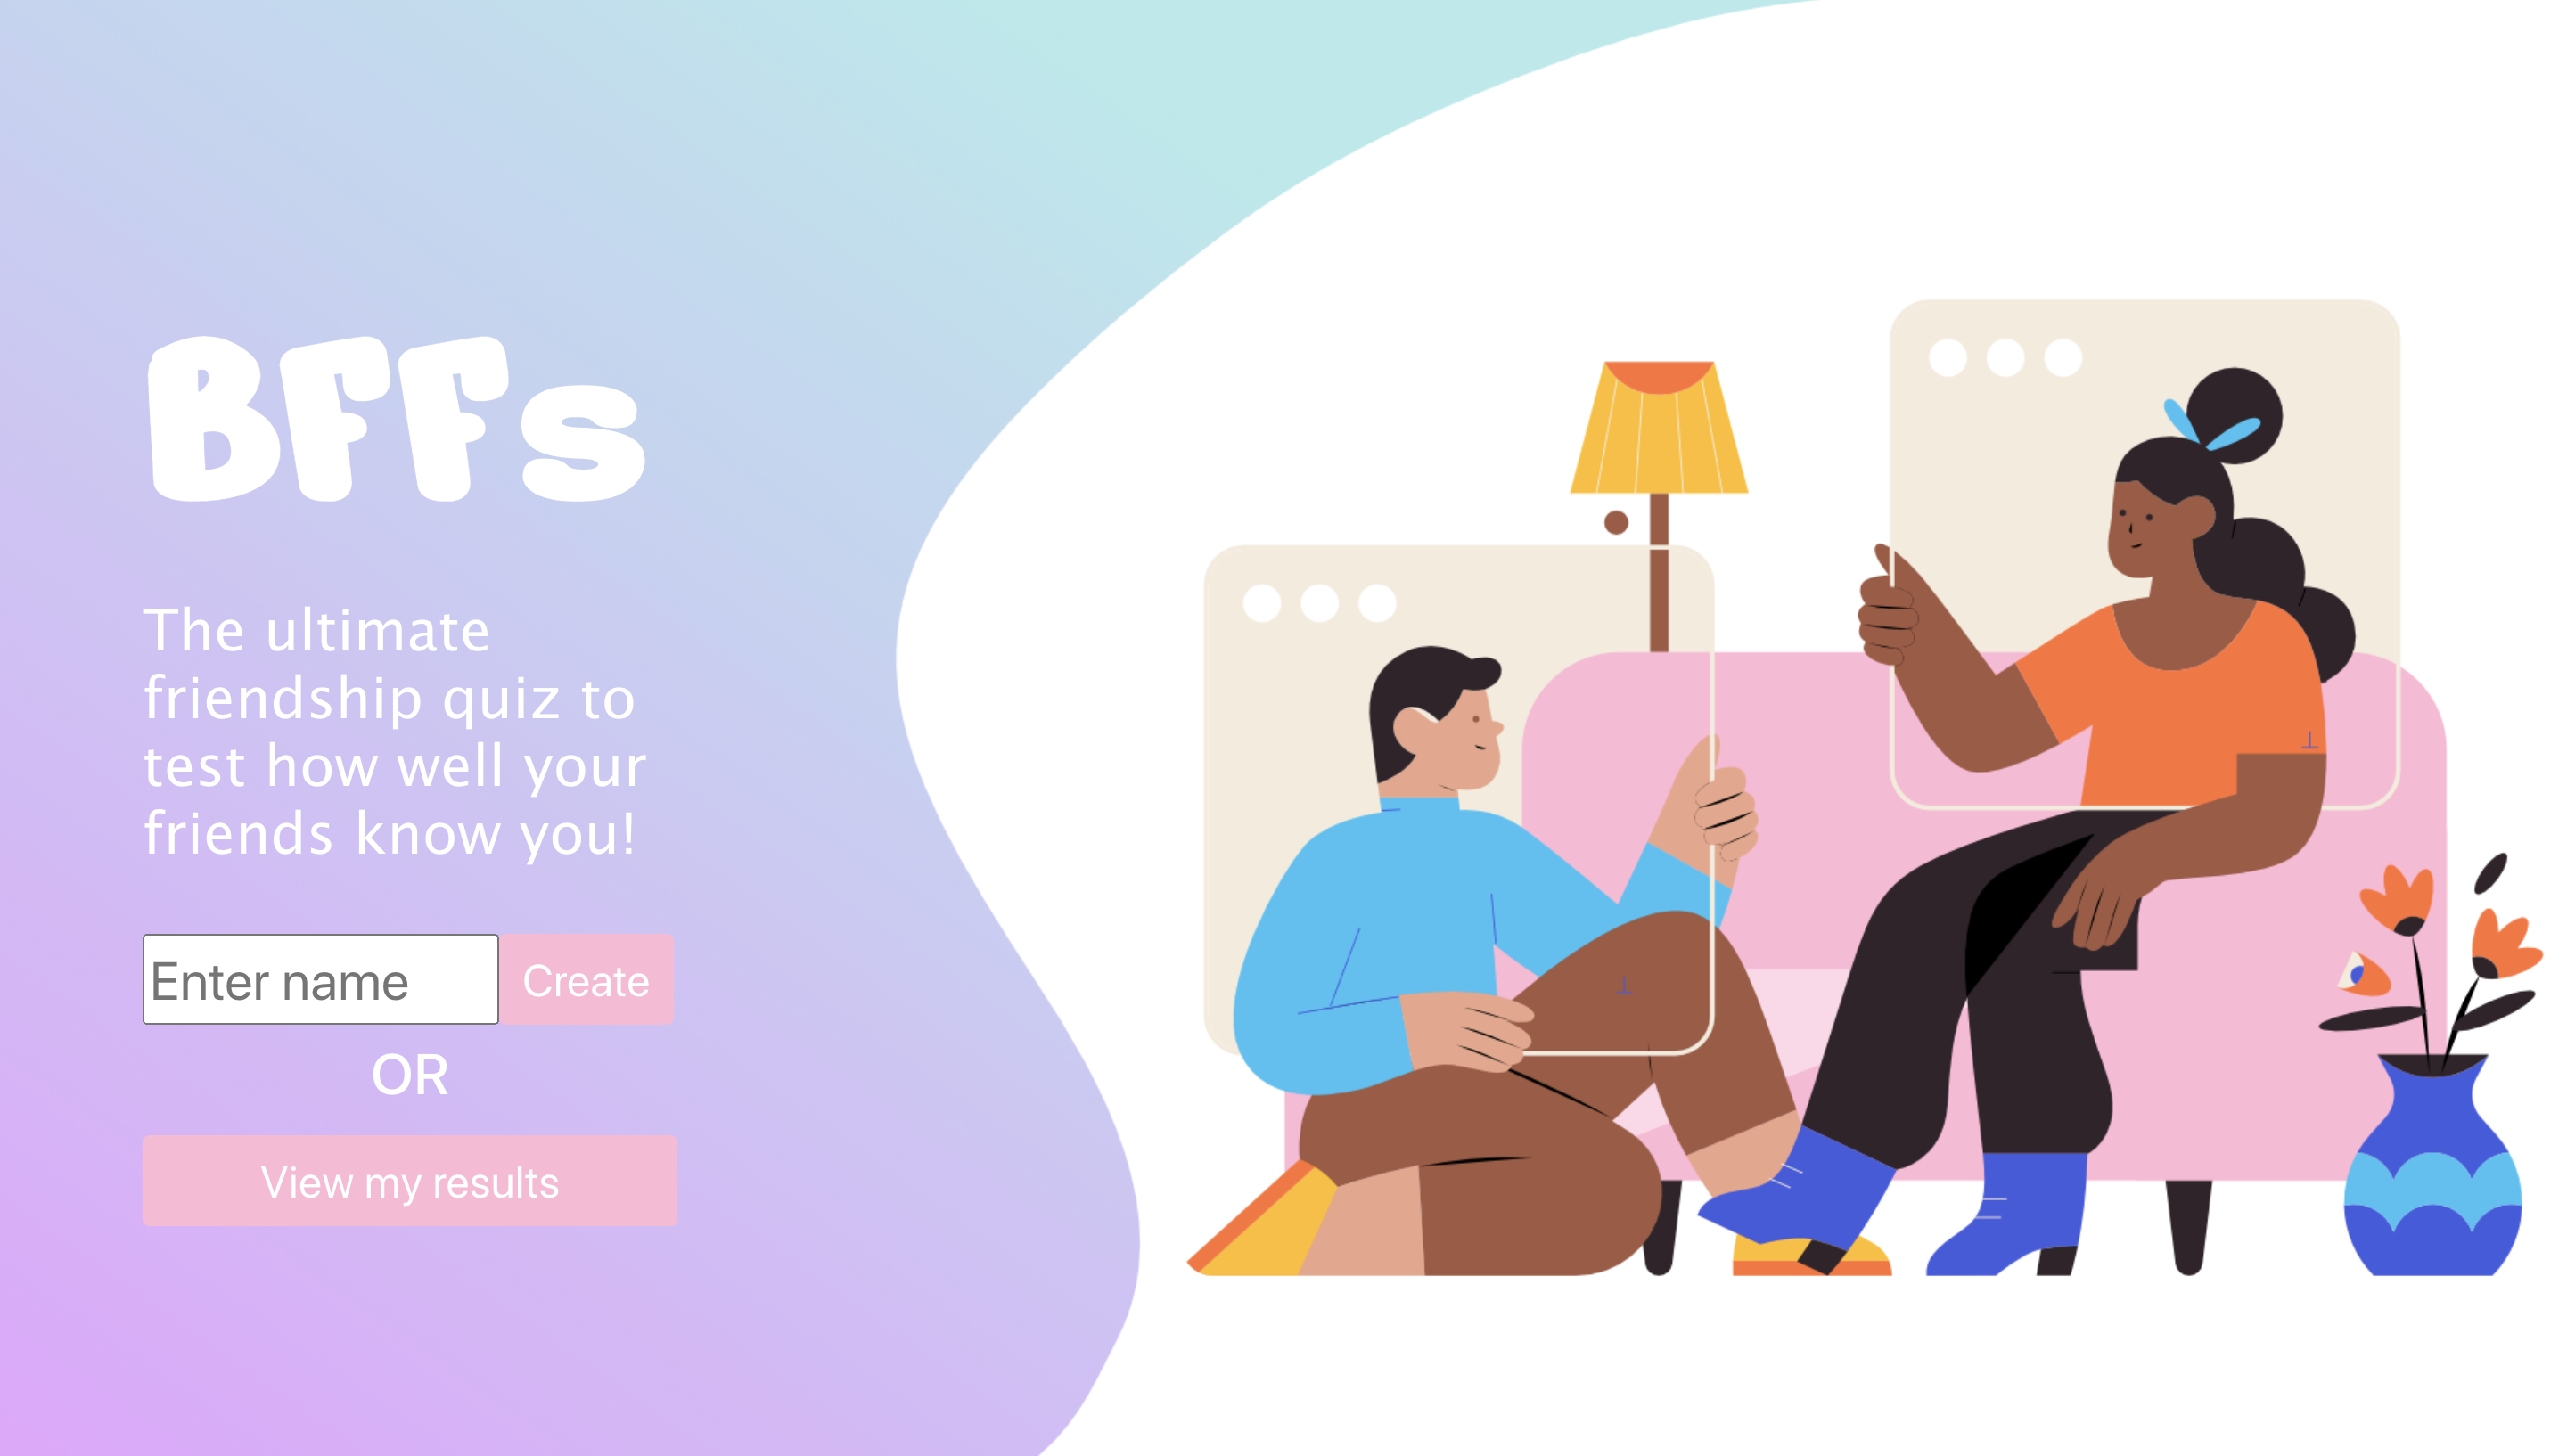 BFFs
The ultimate
friendship quiz to
test how well your
friends know you!
Enter name
Create
OR
View my results